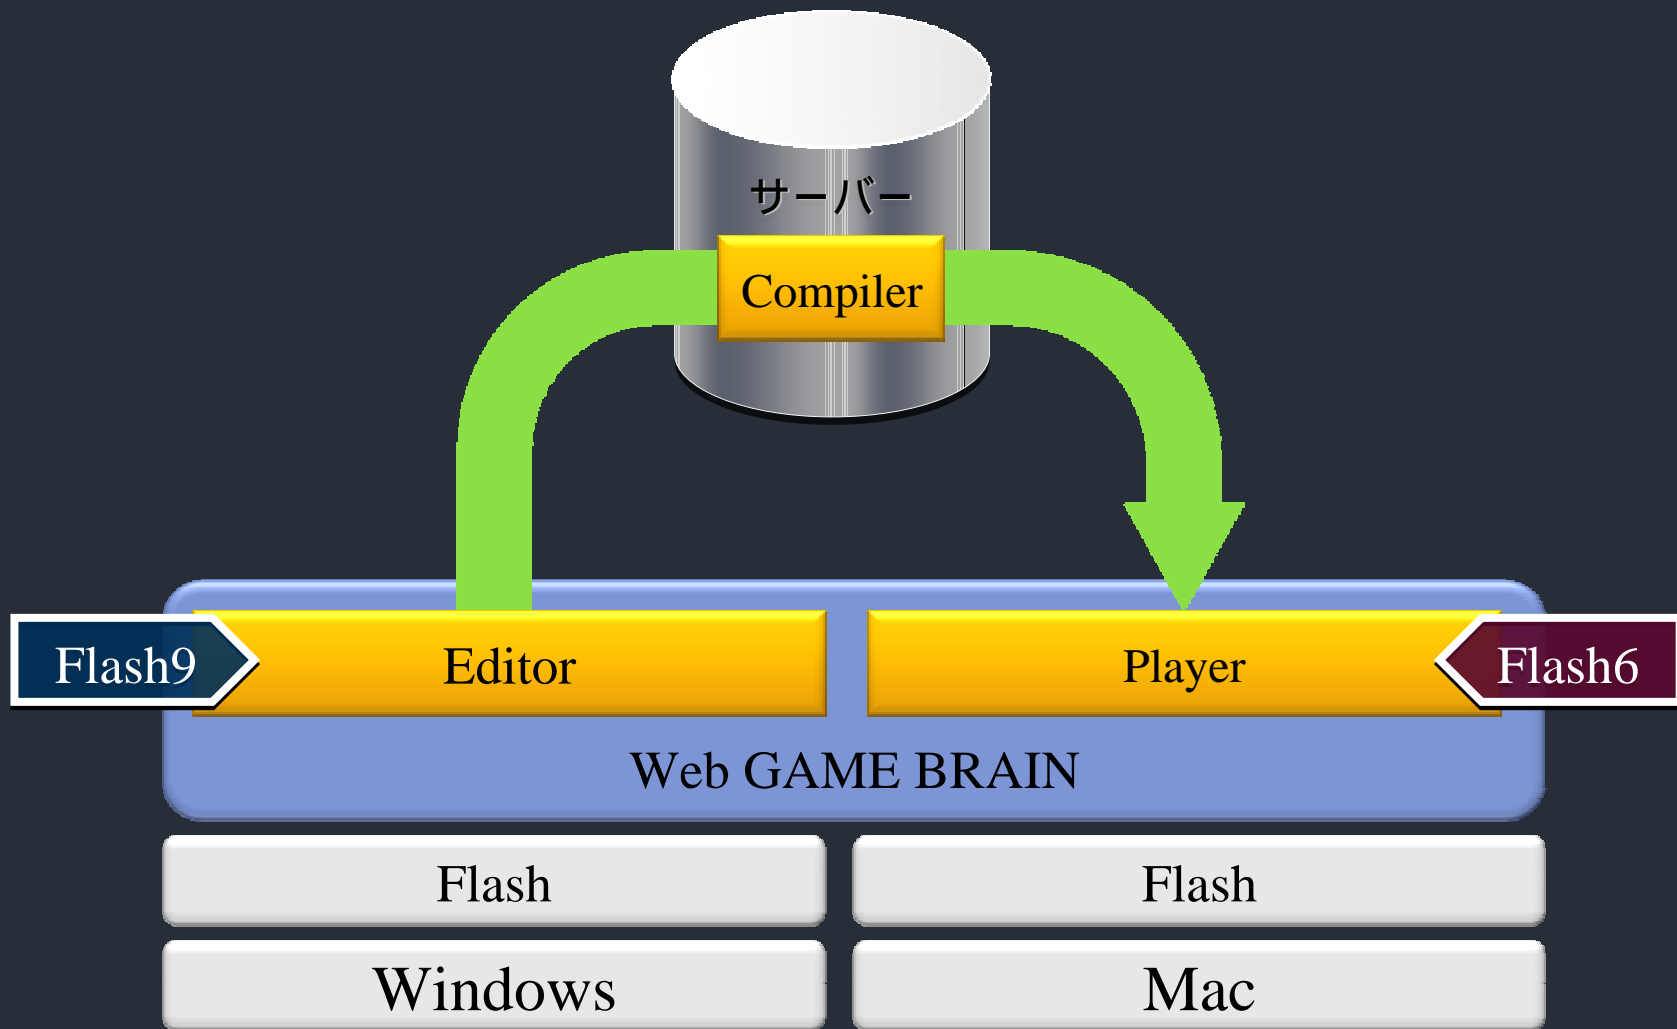 サーバー
Compiler
Flash9
Editor
Player
Flash6
Web GAME BRAIN
Flash
Flash
Windows
Mac